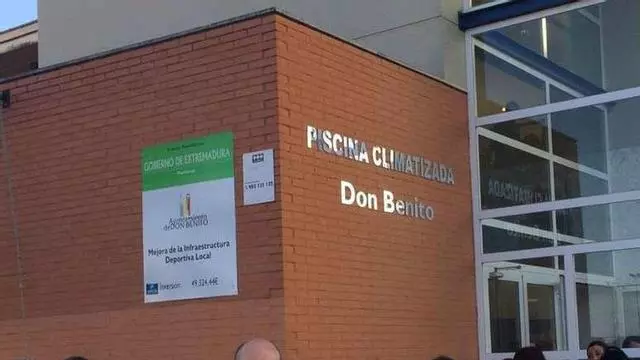 GOBIERNO DE EXTREMADURA
Ayuntamiento
de DON BENITO
Mejora de la Infraestructura
Deportiva Local
Inversión 49.324,44€
PISCINA CLIMATIZADA
Don Benito